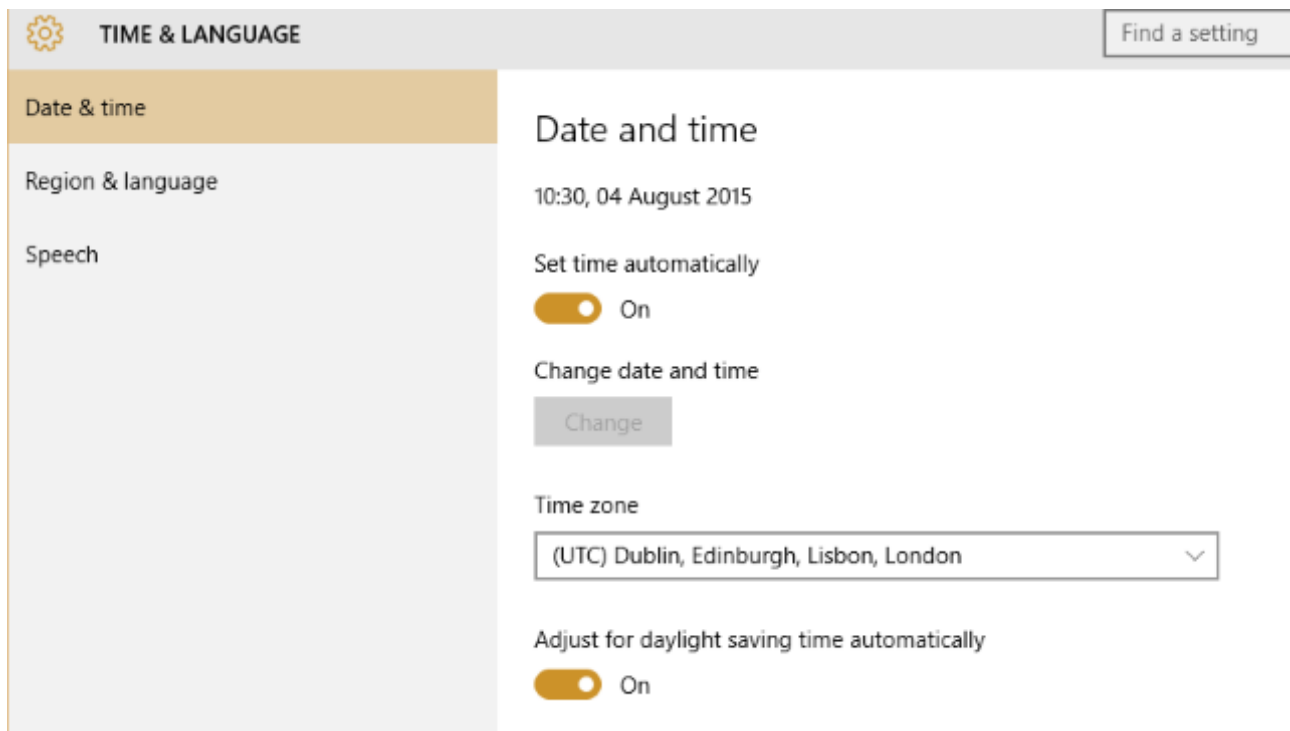 TIME & LANGUAGE
Find a setting
Date & time
Region & language
Speech
Date and time
10:30, 04 August 2015
Set time automatically
On
Change date and time
Change
Time zone
(UTC) Dublin, Edinburgh, Lisbon, London
Adjust for daylight saving time automatically
On